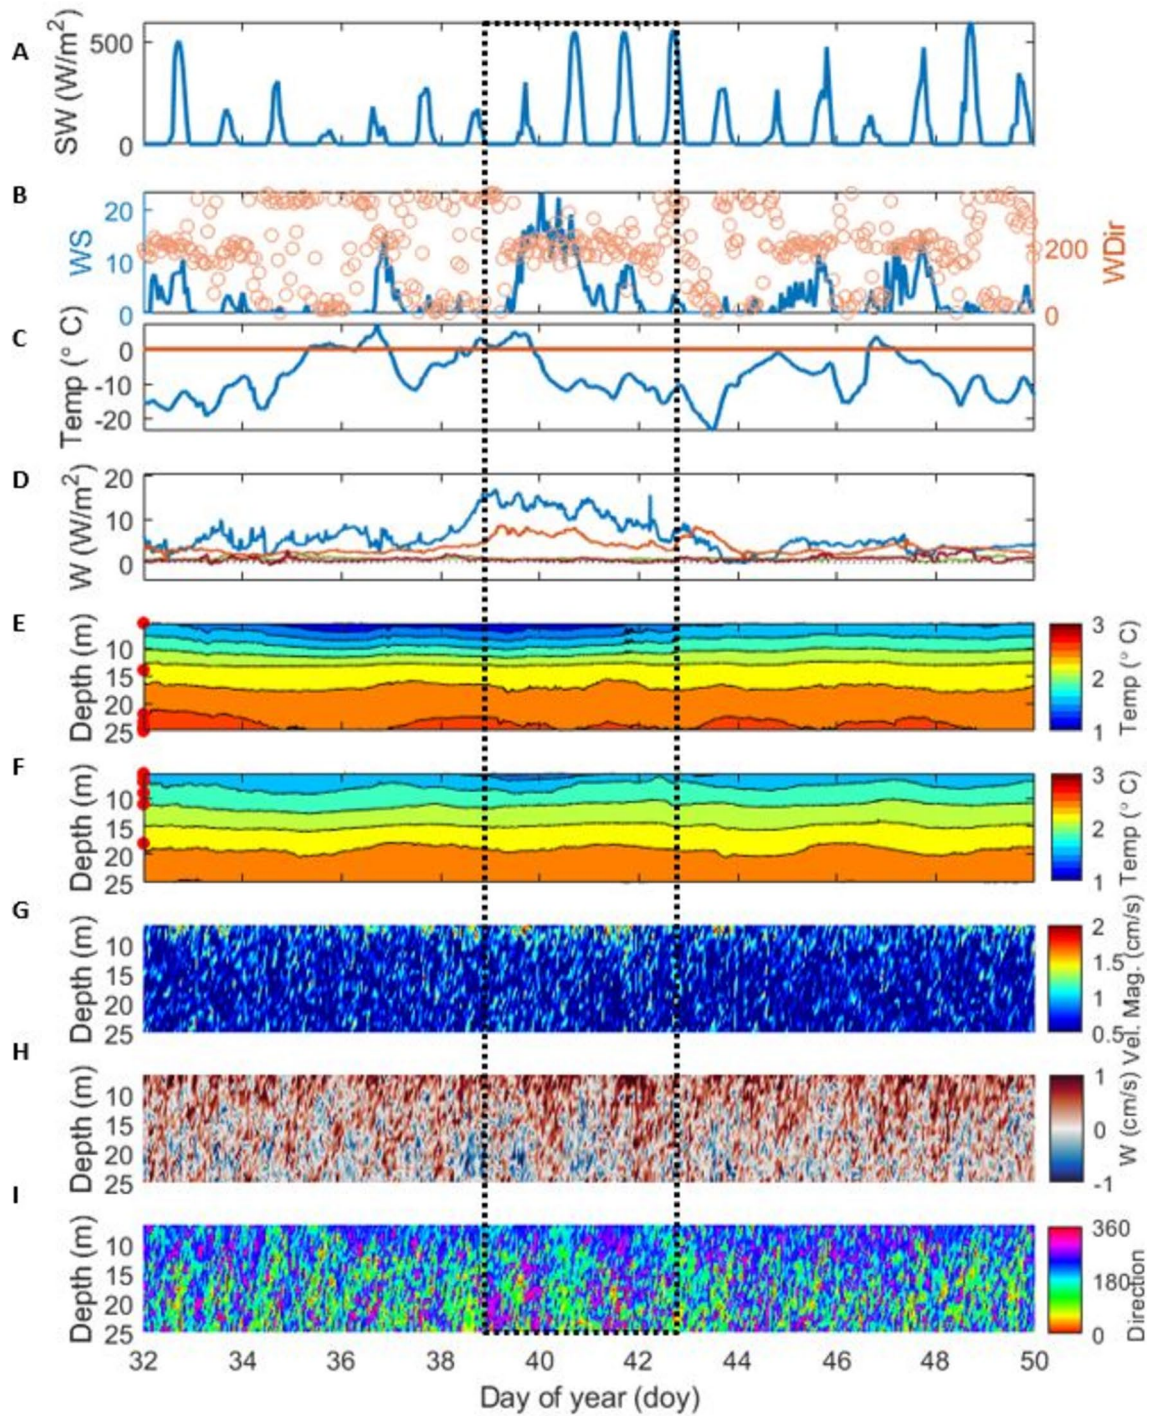 A
SW (W/m²)
500
0
B
WS
20
10
0
200
0
WDir
C
Temp (° C)
0
-10
-20
D
W (W/m²)
20
10
0
E
Depth (m)
10
15
20
25
3
2
1
Temp (° C)
F
Depth (m)
10
15
20
25
3
2
1
Temp (° C)
G
Depth (m)
10
15
20
25
2
1.5
1
0.5
Vel. Mag. (cm/s)
H
Depth (m)
10
15
20
25
1
0
-1
W (cm/s)
I
Depth (m)
10
15
20
25
360
180
0
Direction
32 34 36 38 40 42 44 46 48 50
Day of year (doy)